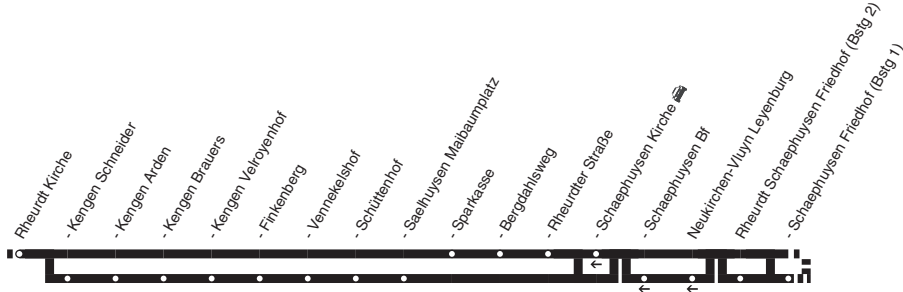 Rheurdt Kirche
- Kengen Schneider
- Kengen Arden
- Kengen Brauers
- Kengen Velroyenhof
- Finkenberg
- Vennekelshof
- Schüttenhof
- Saelhuysen Maibaumplatz
- Sparkasse
- Bergdahlsweg
- Rheurdter Straße
- Schaephuysen Kirche
- Schaephuysen Bf
Neukirchen-Vluyn Leyenburg
Rheurdt Schaephuysen Friedhof (Bstg 2)
- Schaephuysen Friedhof (Bstg 1)